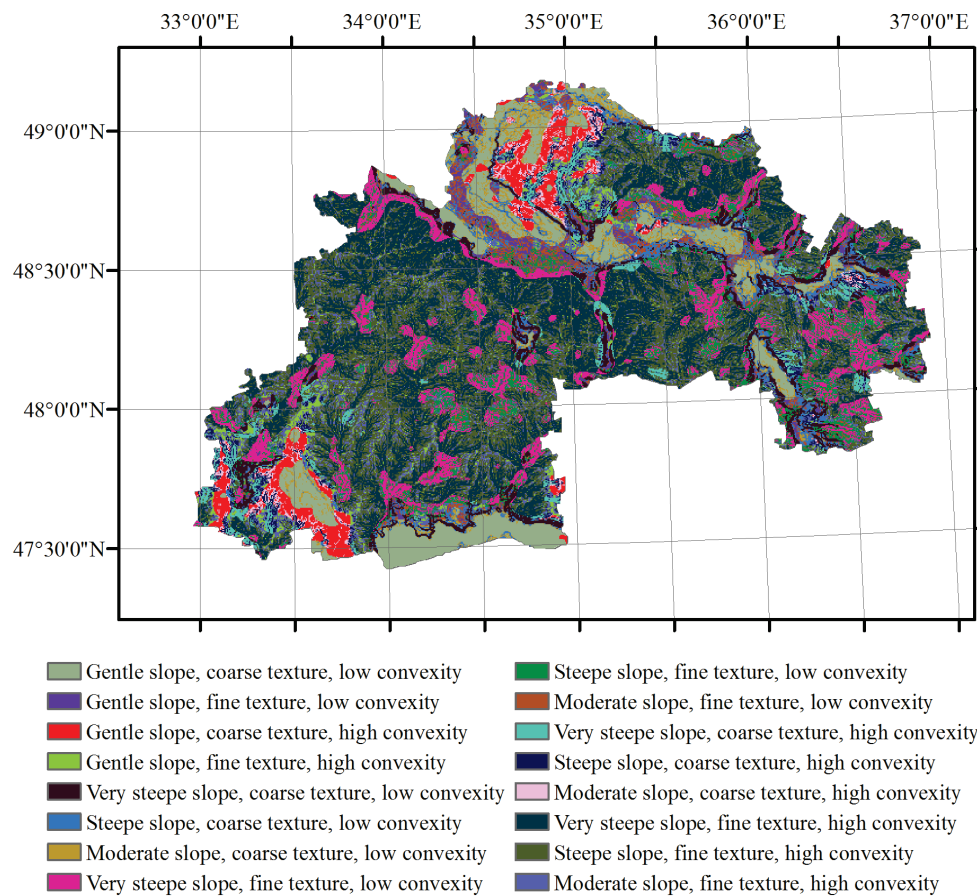 33°0'0"E 34°0'0"E 35°0'0"E 36°0'0"E 37°0'0"E
49°0'0"N
48°30'0"N
48°0'0"N
47°30'0"N
Gentle slope, coarse texture, low convexity
Gentle slope, fine texture, low convexity
Gentle slope, coarse texture, high convexity
Gentle slope, fine texture, high convexity
Very steepe slope, coarse texture, low convexity
Steepe slope, coarse texture, low convexity
Moderate slope, coarse texture, low convexity
Very steepe slope, fine texture, low convexity
Steepe slope, fine texture, low convexity
Moderate slope, fine texture, low convexity
Very steepe slope, coarse texture, high convexity
Steepe slope, coarse texture, high convexity
Moderate slope, coarse texture, high convexity
Very steepe slope, fine texture, high convexity
Steepe slope, fine texture, high convexity
Moderate slope, fine texture, high convexity